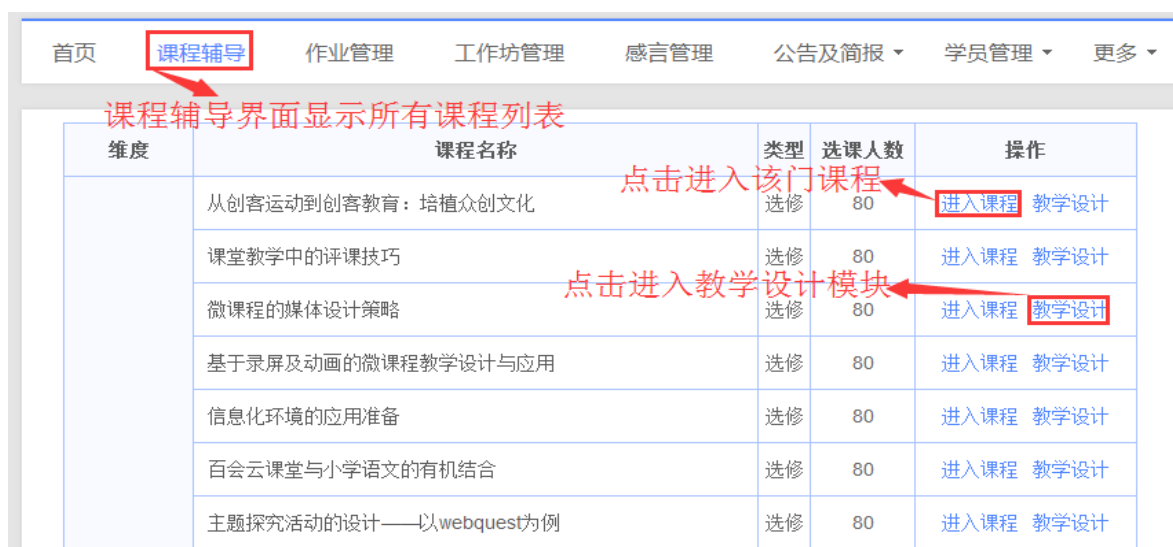 首页 课程辅导 作业管理 工作坊管理 感言管理 公告及简报 学员管理 更多
课程辅导界面显示所有课程列表
维度 课程名称 类型 选课人数 操作
点击进入该门课程
从创客运动到创客教育：培植众创文化 选修 80 进入课程 教学设计
课堂教学中的评课技巧 选修 80 进入课程 教学设计
点击进入教学设计模块
微课程的媒体设计策略 选修 80 进入课程 教学设计
基于录屏及动画的微课程教学设计与应用 选修 80 进入课程 教学设计
信息化环境的应用准备 选修 80 进入课程 教学设计
百会云课堂与小学语文的有机结合 选修 80 进入课程 教学设计
主题探究活动的设计——以webquest为例 选修 80 进入课程 教学设计